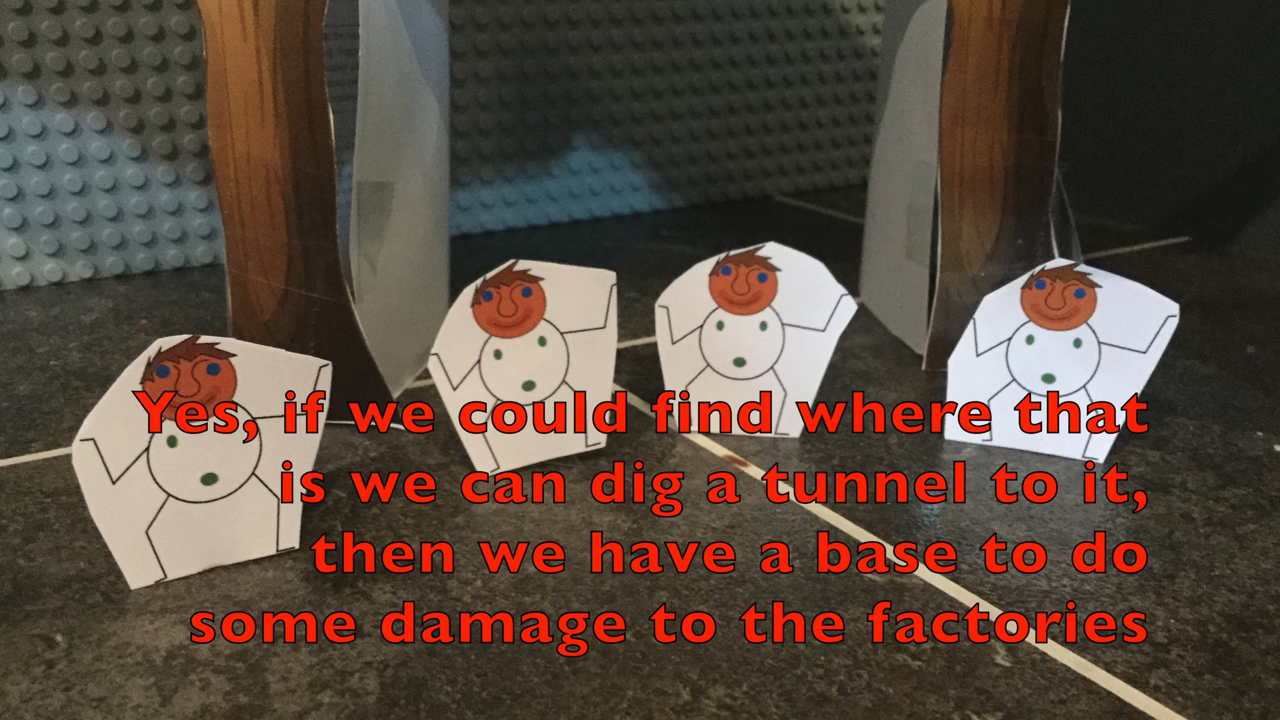 Yes, if we could find where that
is we can dig a tunnel to it,
then we have a base to do
some damage to the factories